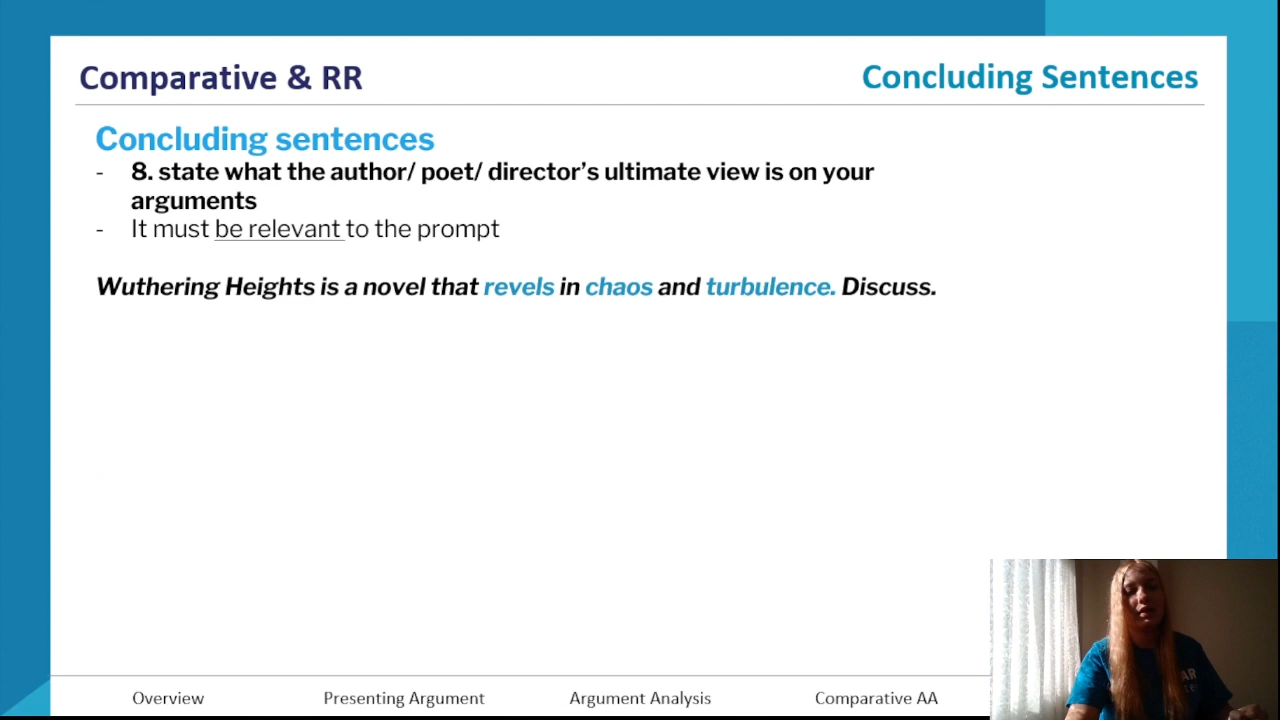 Comparative & RR
Concluding Sentences
Concluding sentences
- 8. state what the author/ poet/ director's ultimate view is on your
arguments
- It must be relevant to the prompt
Wuthering Heights is a novel that revels in chaos and turbulence. Discuss.
Overview
Presenting Argument
Argument Analysis
Comparative AA